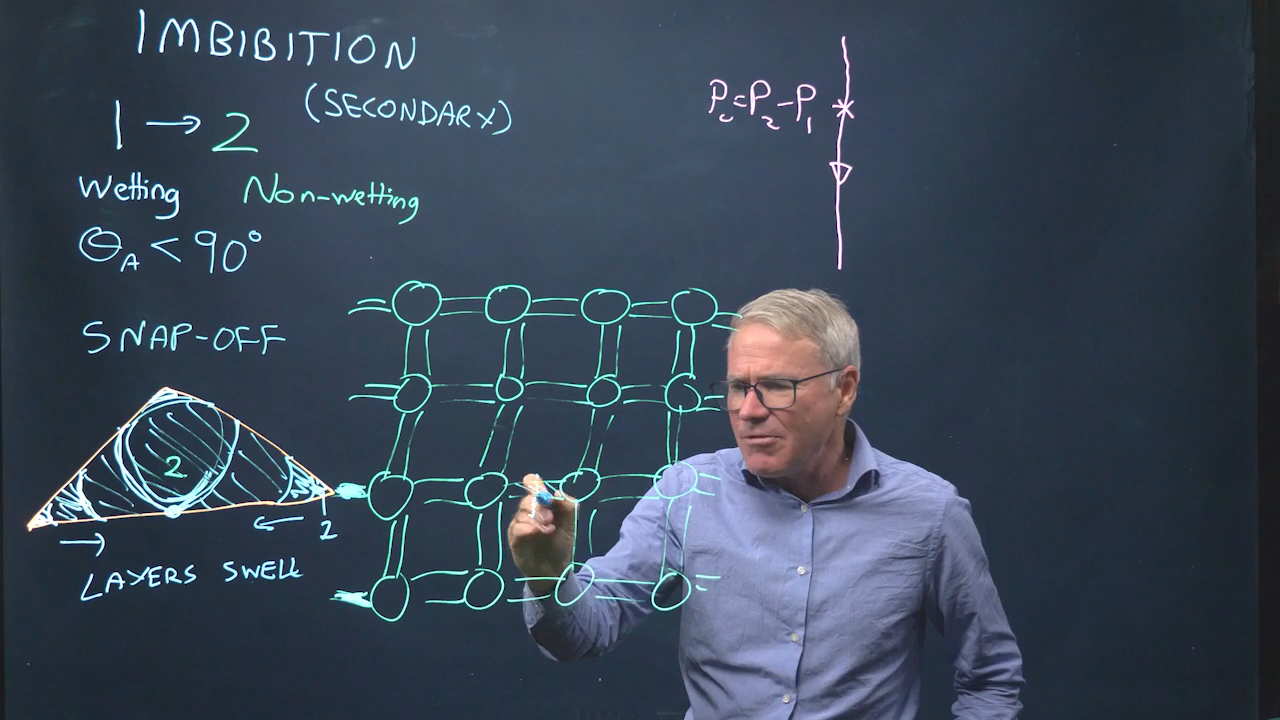 IMBIBITION
(SECONDARY)
1 → 2
Wetting Non-wetting
θA < 90°
SNAP-OFF
2
2
LAYERS SWELL
Pc=P2-P1